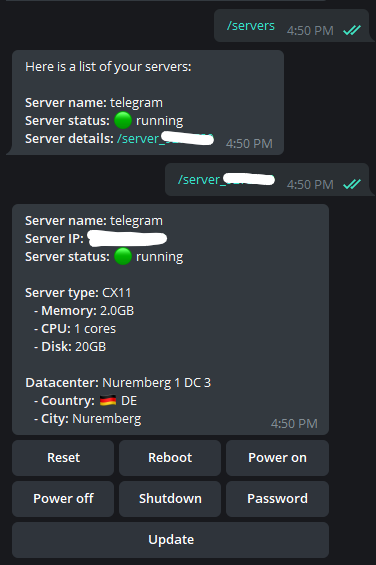 /servers 4:50 PM
Here is a list of your servers:
Server name: telegram
Server status: 🟢 running
Server details: /server_
4:50 PM
/server_ 4:50 PM
Server name: telegram
Server IP:
Server status: 🟢 running
Server type: CX11
- Memory: 2.0GB
- CPU: 1 cores
- Disk: 20GB
Datacenter: Nuremberg 1 DC 3
- Country: 🇩🇪 DE
- City: Nuremberg
4:50 PM
Reset Reboot Power on
Power off Shutdown Password
Update